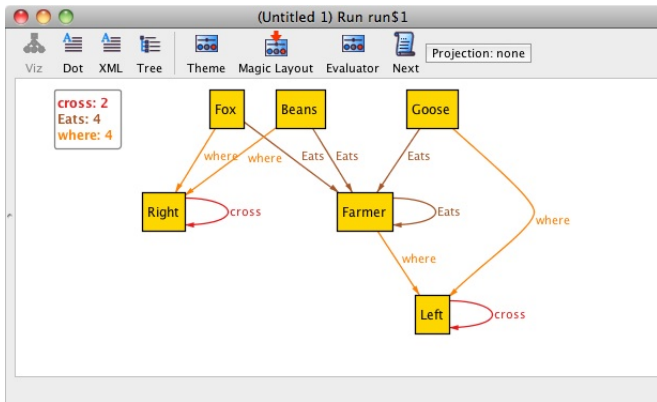 (Untitled 1) Run run$1
Viz Dot XML Tree Theme Magic Layout Evaluator Next Projection: none
cross: 2
Eats: 4
where: 4
Fox Beans Goose
where where Eats Eats Eats
Right cross Farmer Eats where
where
Left cross